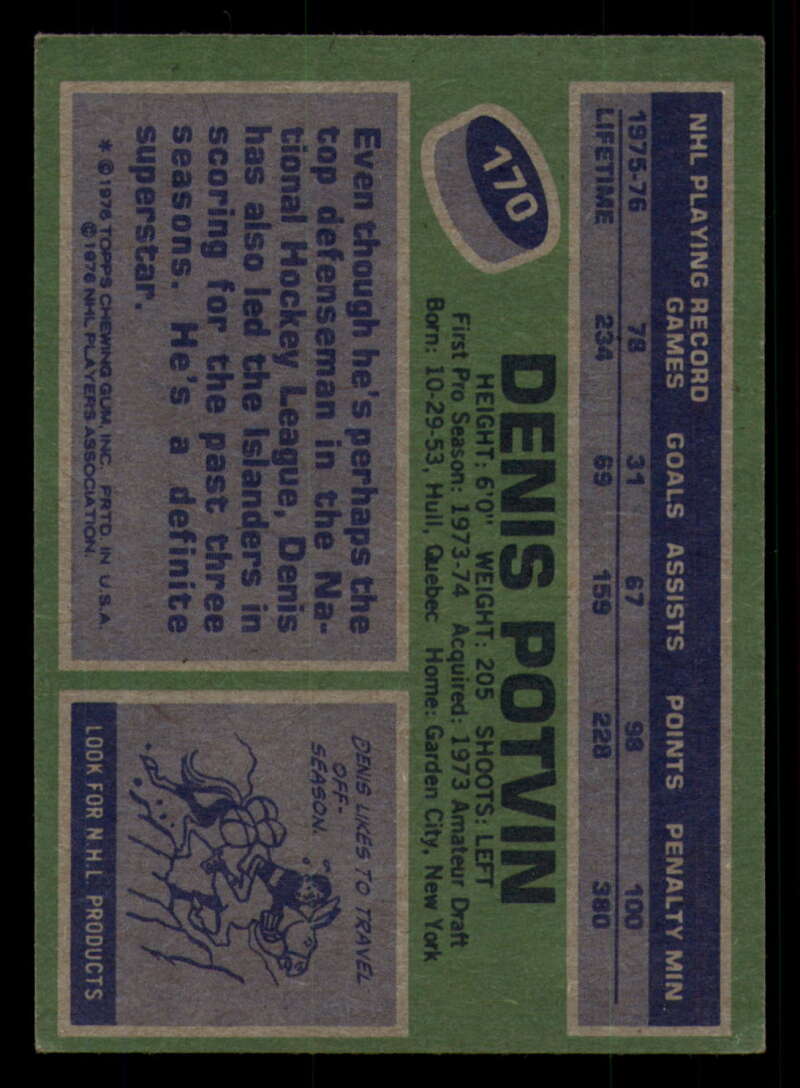 NHL PLAYING RECORD
GAMES GOALS ASSISTS POINTS PENALTY MIN
1975-76 78 31 67 98 100
LIFETIME 234 69 159 228 380
170
DENIS POTVIN
HEIGHT: 6'0" WEIGHT: 205 SHOOTS: LEFT
First Pro Season: 1973-74 Acquired: 1973 Amateur Draft
Born: 10-29-53, Hull, Quebec Home: Garden City, New York
Even though he's perhaps the
top defenseman in the Na-
tional Hockey League, Denis
has also led the Islanders in
scoring for the past three
seasons. He's a definite
superstar.
* © 1976 TOPPS CHEWING GUM, INC. PRTD. IN U.S.A.
© 1976 NHL PLAYERS ASSOCIATION.
DENIS LIKES TO TRAVEL
OFF-
SEASON.
LOOK FOR N.H.L. PRODUCTS